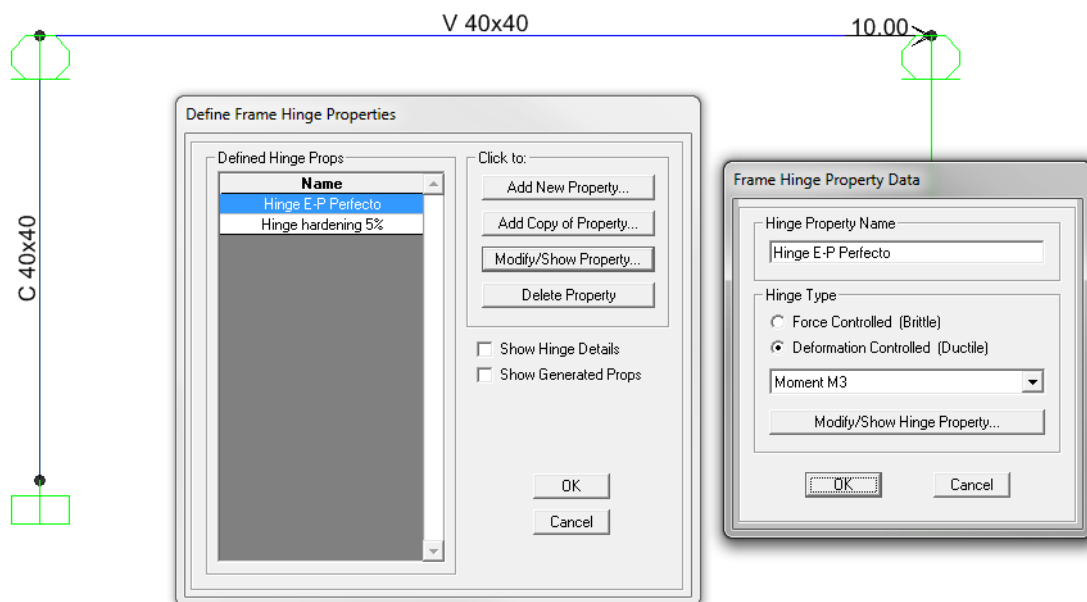 V 40x40
10.00
C 40x40
Define Frame Hinge Properties
Defined Hinge Props
Name
Hinge E-P Perfecto
Hinge hardening 5%
Click to:
Add New Property...
Add Copy of Property...
Modify/Show Property...
Delete Property
Show Hinge Details
Show Generated Props
OK
Cancel
Frame Hinge Property Data
Hinge Property Name
Hinge E-P Perfecto
Hinge Type
Force Controlled (Brittle)
Deformation Controlled (Ductile)
Moment M3
Modify/Show Hinge Property...
OK
Cancel